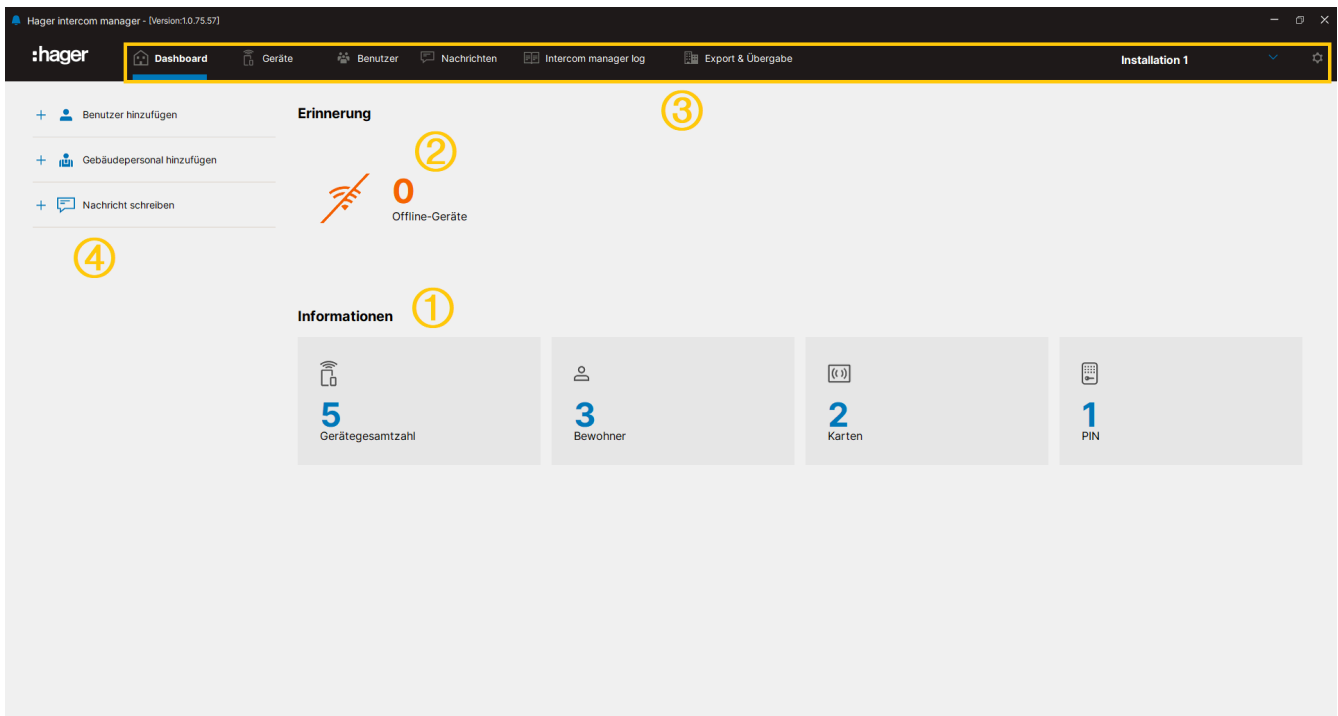 Hager intercom manager - [Version:1.0.75.57]
:hager
Dashboard
Geräte
Benutzer
Nachrichten
Intercom manager log
Export & Übergabe
Installation 1
③
Benutzer hinzufügen
Gebäudepersonal hinzufügen
Nachricht schreiben
④
Erinnerung
②
0
Offline-Geräte
Informationen
①
5
Gerätegesamtzahl
3
Bewohner
2
Karten
1
PIN